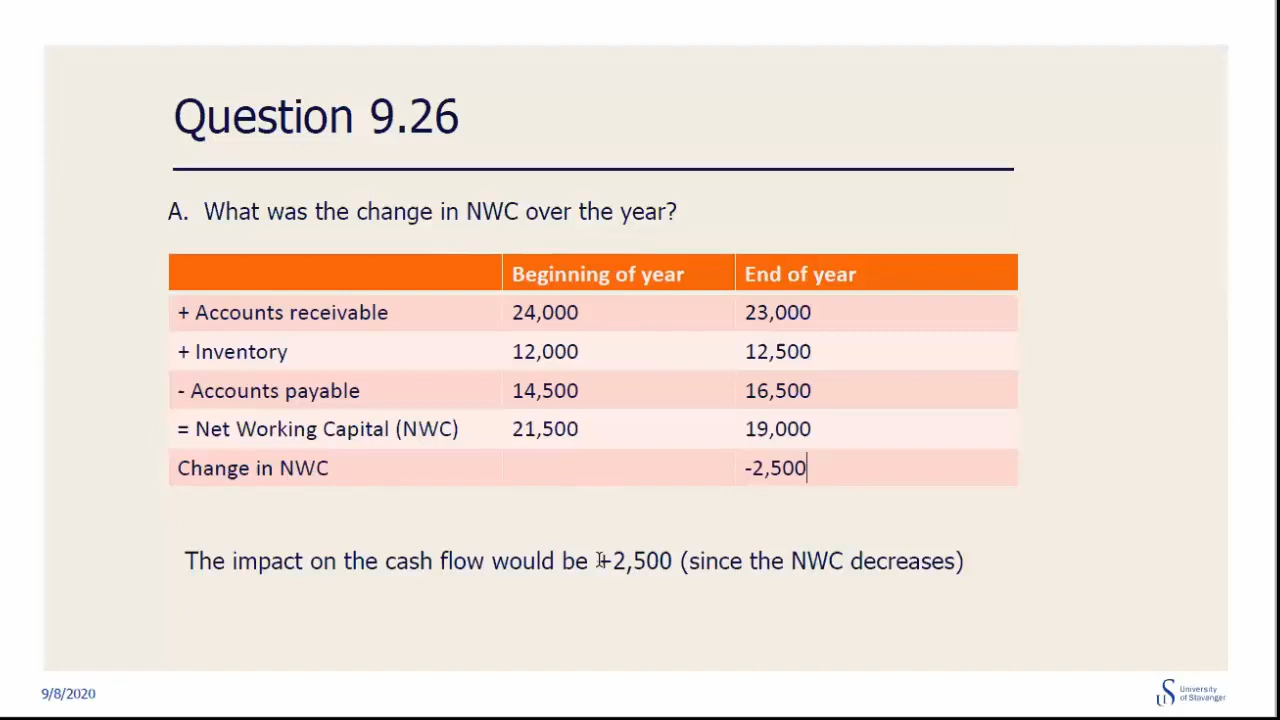 Question 9.26
A. What was the change in NWC over the year?
Beginning of year End of year
+ Accounts receivable 24,000 23,000
+ Inventory 12,000 12,500
- Accounts payable 14,500 16,500
= Net Working Capital (NWC) 21,500 19,000
Change in NWC -2,500
The impact on the cash flow would be +2,500 (since the NWC decreases)
9/8/2020
University
of Stavanger